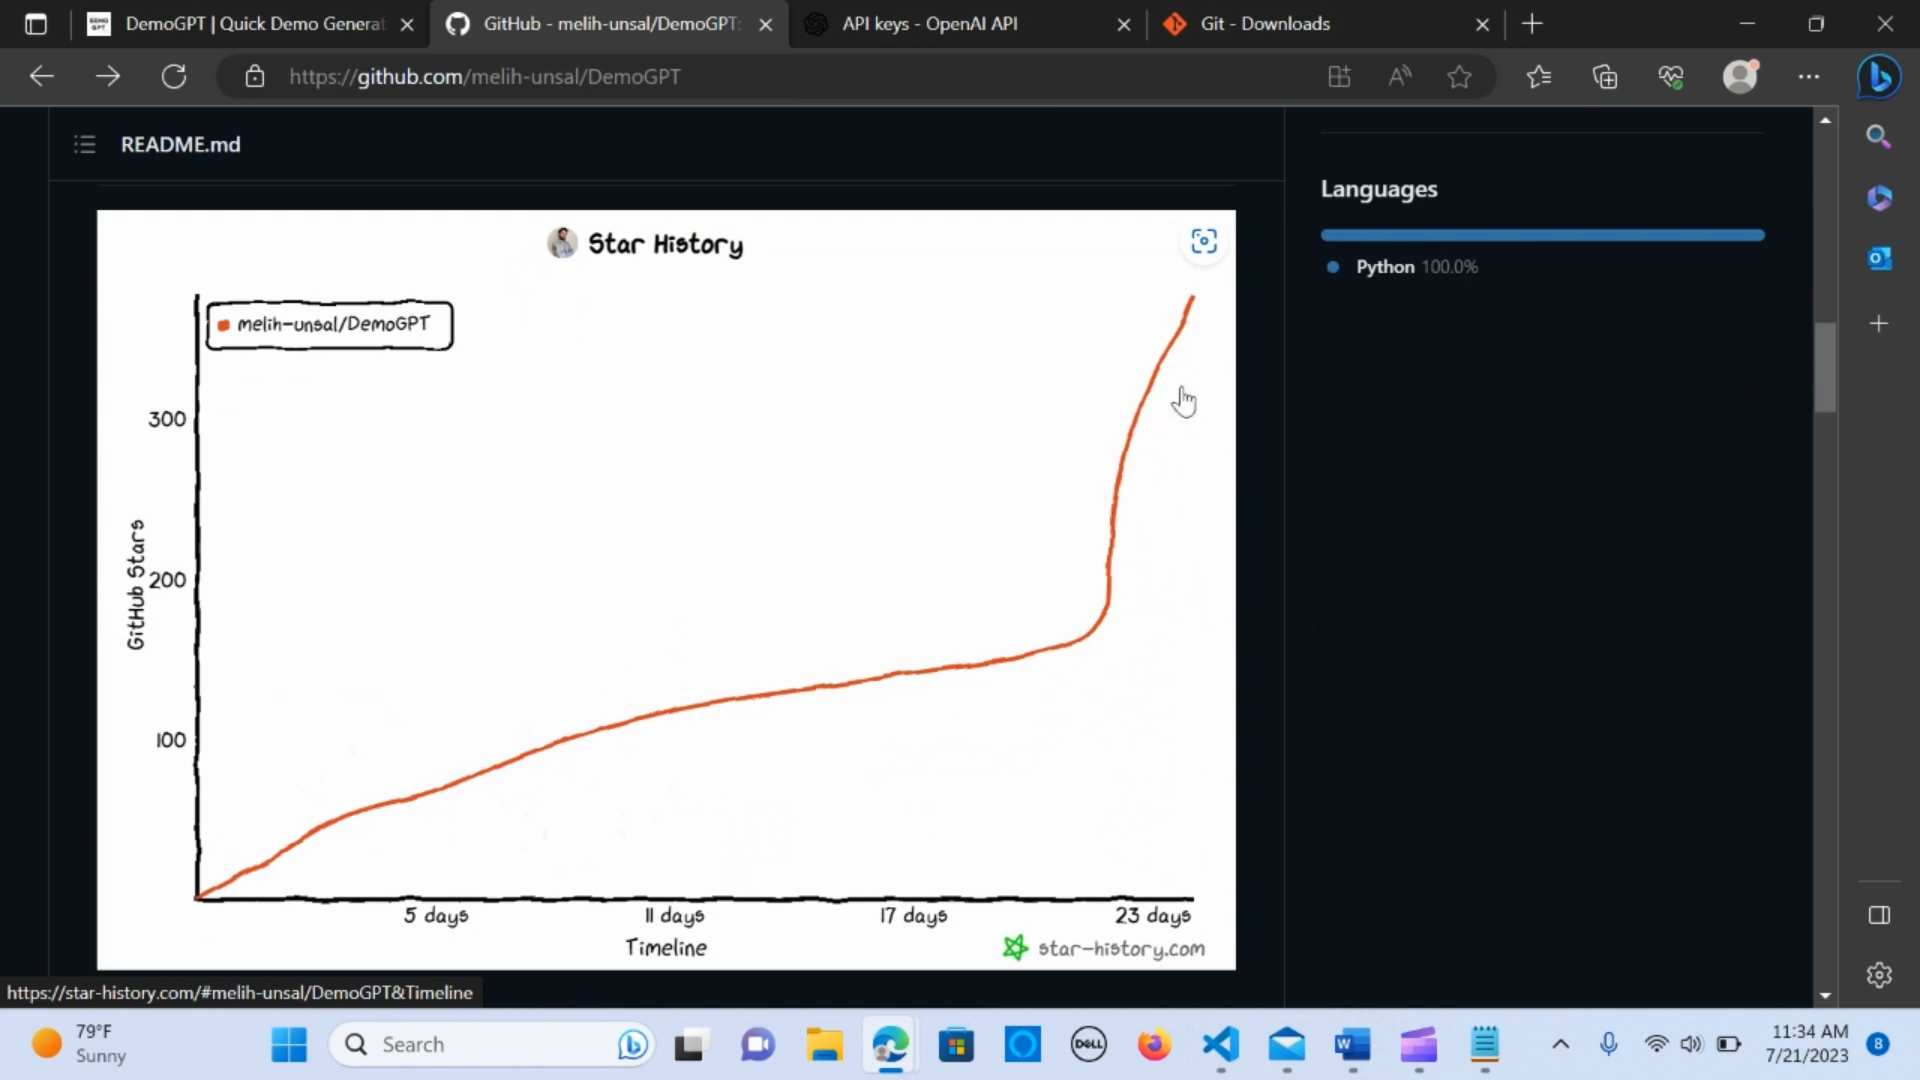 DemoGPT | Quick Demo Generat
GitHub - melih-unsal/DemoGPT:
API keys - OpenAI API
Git - Downloads
https://github.com/melih-unsal/DemoGPT
README.md
Languages
Python 100.0%
Star History
melih-unsal/DemoGPT
300
200
100
GitHub Stars
5 days
11 days
17 days
23 days
Timeline
star-history.com
https://star-history.com/#melih-unsal/DemoGPT&Timeline
79°F
Sunny
Search
DELL
11:34 AM
7/21/2023
8